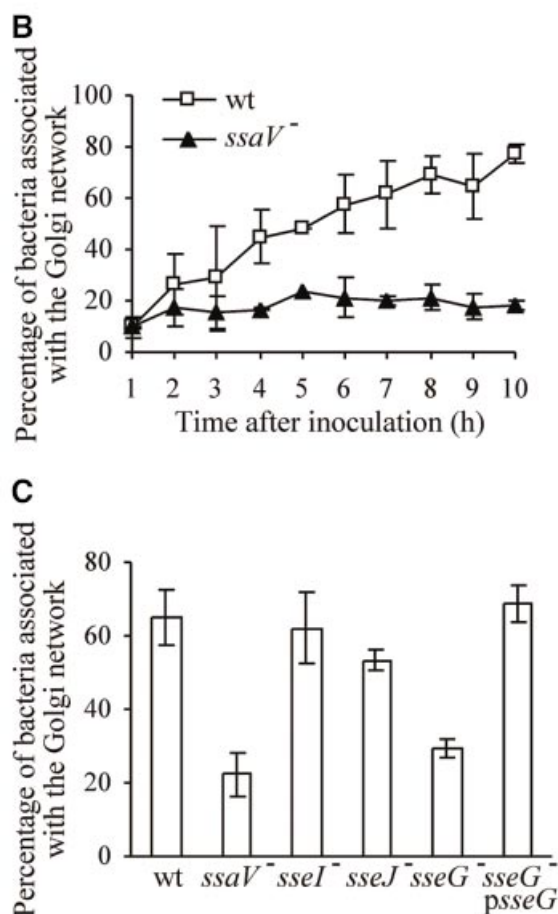 B
Percentage of bacteria associated
with the Golgi network
100
80
60
40
20
0
wt
ssaV⁻
1 2 3 4 5 6 7 8 9 10
Time after inoculation (h)
C
Percentage of bacteria associated
with the Golgi network
80
60
40
20
0
wt ssaV⁻ sseI⁻ sseJ⁻ sseG⁻ sseG⁻
psseG